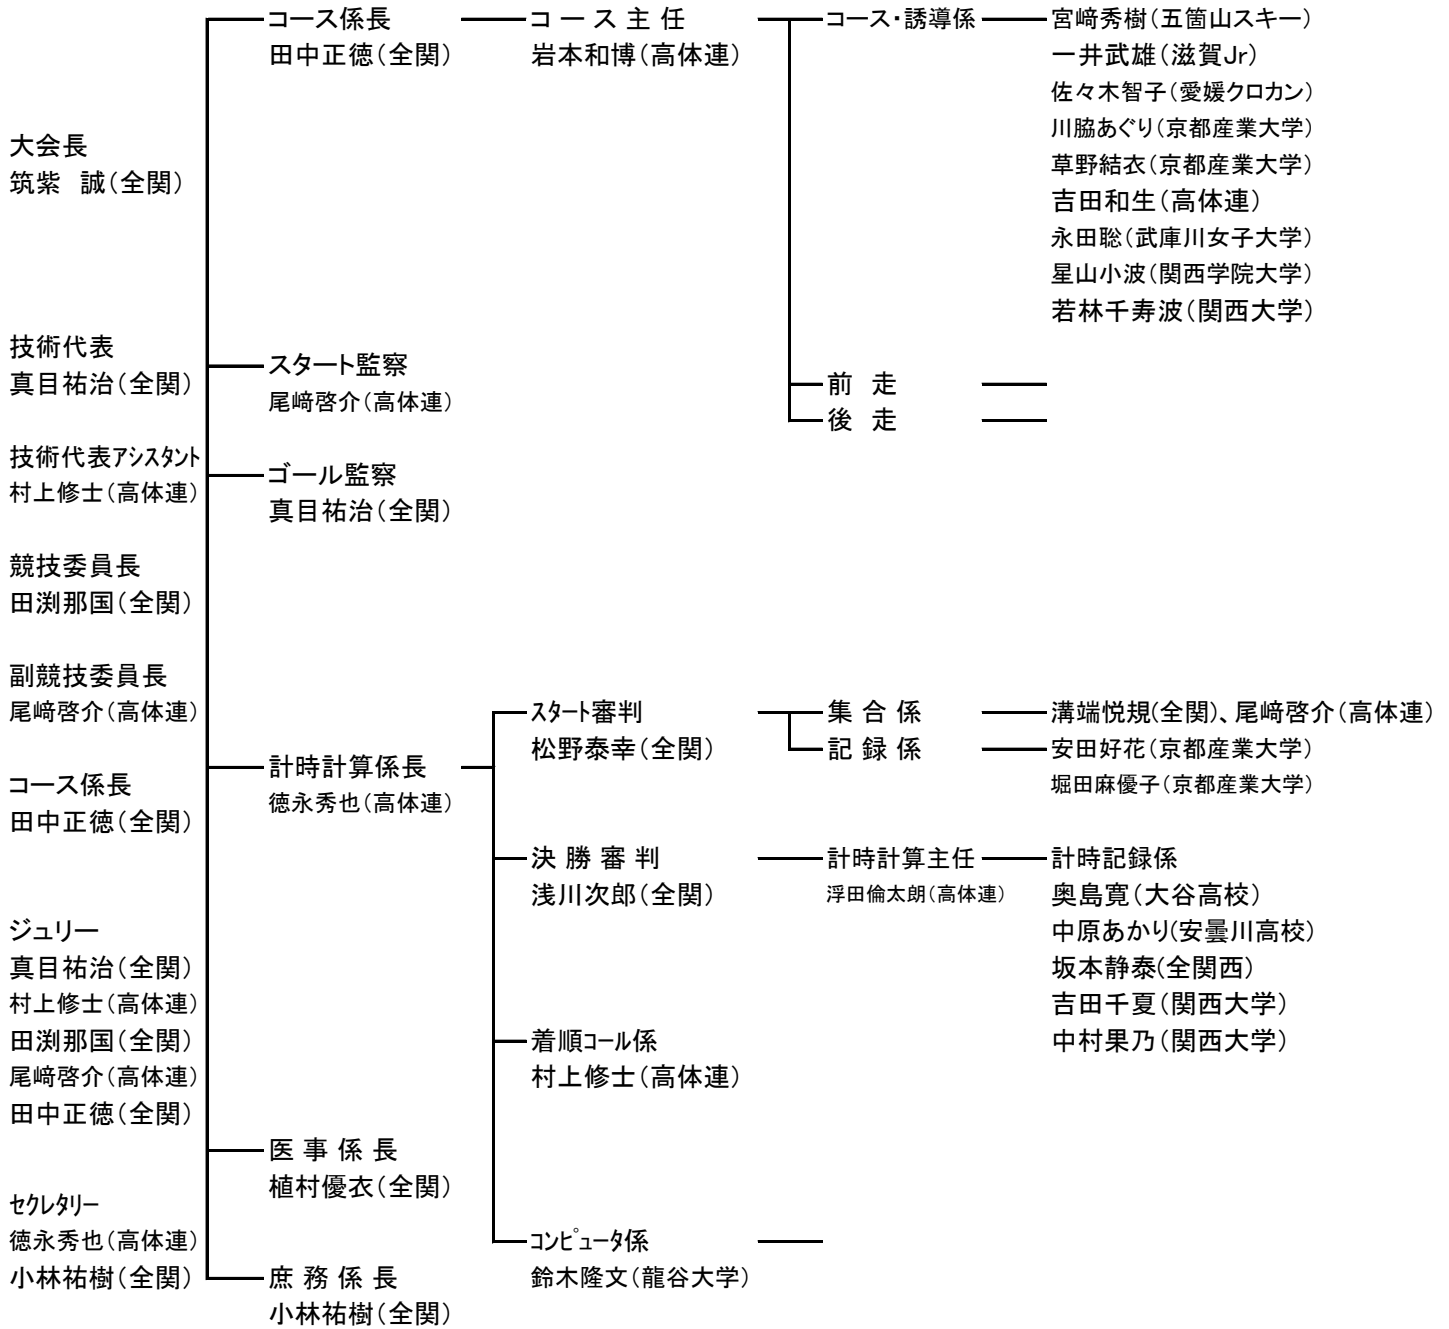 大会長
筑紫　誠（全関）
技術代表
真目祐治（全関）
技術代表アシスタント
村上修士（高体連）
競技委員長
田渕那国（全関）
副競技委員長
尾﨑啓介（高体連）
コース係長
田中正徳（全関）
ジュリー
真目祐治（全関）
村上修士（高体連）
田渕那国（全関）
尾﨑啓介（高体連）
田中正徳（全関）
セクレタリー
徳永秀也（高体連）
小林祐樹（全関）
コース係長
田中正徳（全関）
スタート監察
尾﨑啓介（高体連）
ゴール監察
真目祐治（全関）
計時計算係長
徳永秀也（高体連）
医 事 係 長
植村優衣（全関）
庶 務 係 長
小林祐樹（全関）
コ ー ス 主 任
岩本和博（高体連）
スタート審判
松野泰幸（全関）
決 勝 審 判
浅川次郎（全関）
着順コール係
村上修士（高体連）
コンピュータ係
鈴木隆文（龍谷大学）
コース・誘導係
前　走
後　走
集 合 係
記 録 係
計時計算主任
浮田倫太朗（高体連）
宮﨑秀樹（五箇山スキー）
一井武雄（滋賀Jr）
佐々木智子（愛媛クロカン）
川脇あぐり（京都産業大学）
草野結衣（京都産業大学）
吉田和生（高体連）
永田聡（武庫川女子大学）
星山小波（関西学院大学）
若林千寿波（関西大学）
溝端悦規(全関）、尾﨑啓介（高体連）
安田好花（京都産業大学）
堀田麻優子（京都産業大学）
計時記録係
奥島寛（大谷高校）
中原あかり(安曇川高校）
坂本静泰(全関西）
吉田千夏（関西大学）
中村果乃（関西大学）